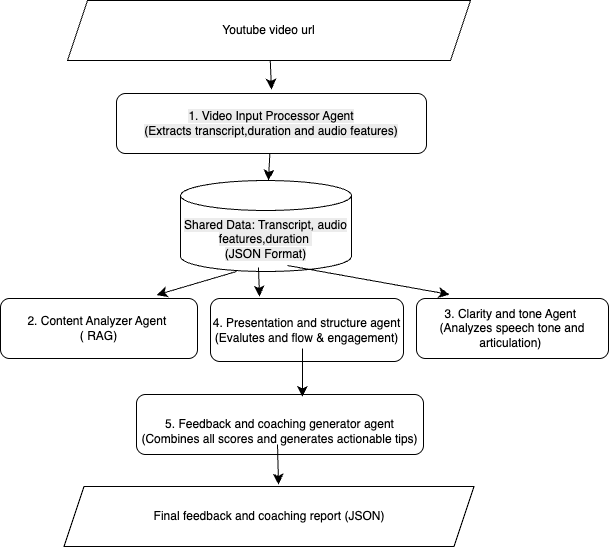 Youtube video url
1. Video Input Processor Agent
(Extracts transcript,duration and audio features)
Shared Data: Transcript, audio
features,duration
(JSON Format)
2. Content Analyzer Agent
( RAG)
4. Presentation and structure agent
(Evalutes and flow & engagement)
3. Clarity and tone Agent
(Analyzes speech tone and
articulation)
5. Feedback and coaching generator agent
(Combines all scores and generates actionable tips)
Final feedback and coaching report (JSON)